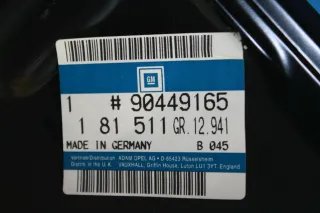 GM
1 # 90449165
1 81 511 GR.12.941
MADE IN GERMANY B 045
Vertrieb/Distribution ADAM OPEL AG • D-65423 Rüsselsheim
Distrib. in the U.K. VAUXHALL, Griffin House, Luton LU1 3YT England